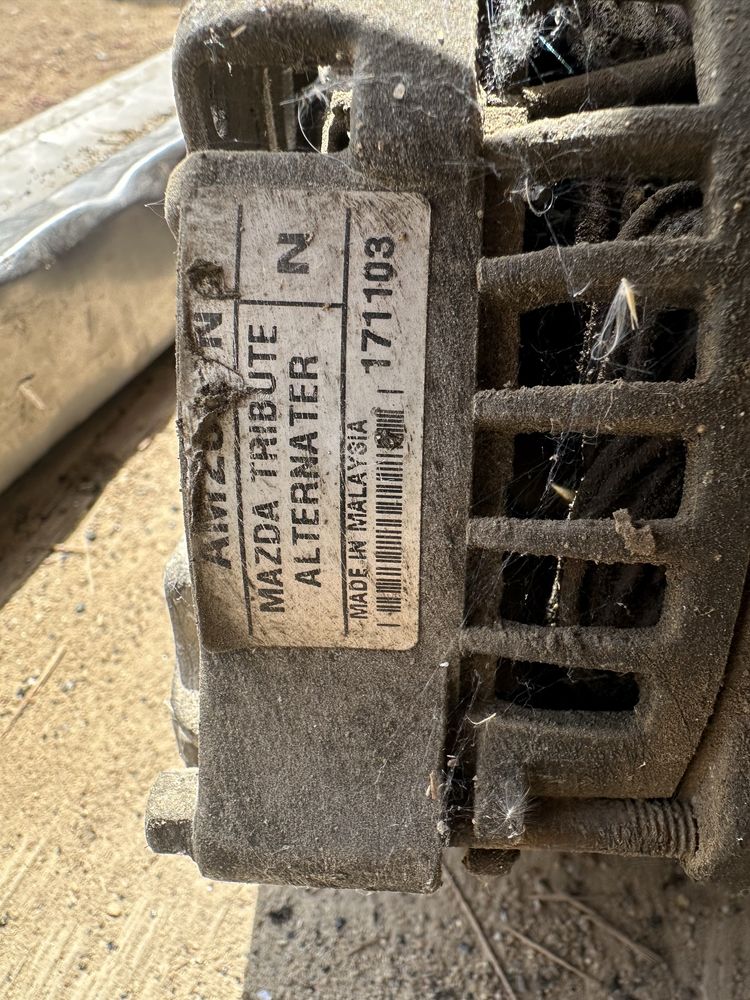 N
N
MAZDA TRIBUTE
ALTERNATER
MADE IN MALAYSIA
171103